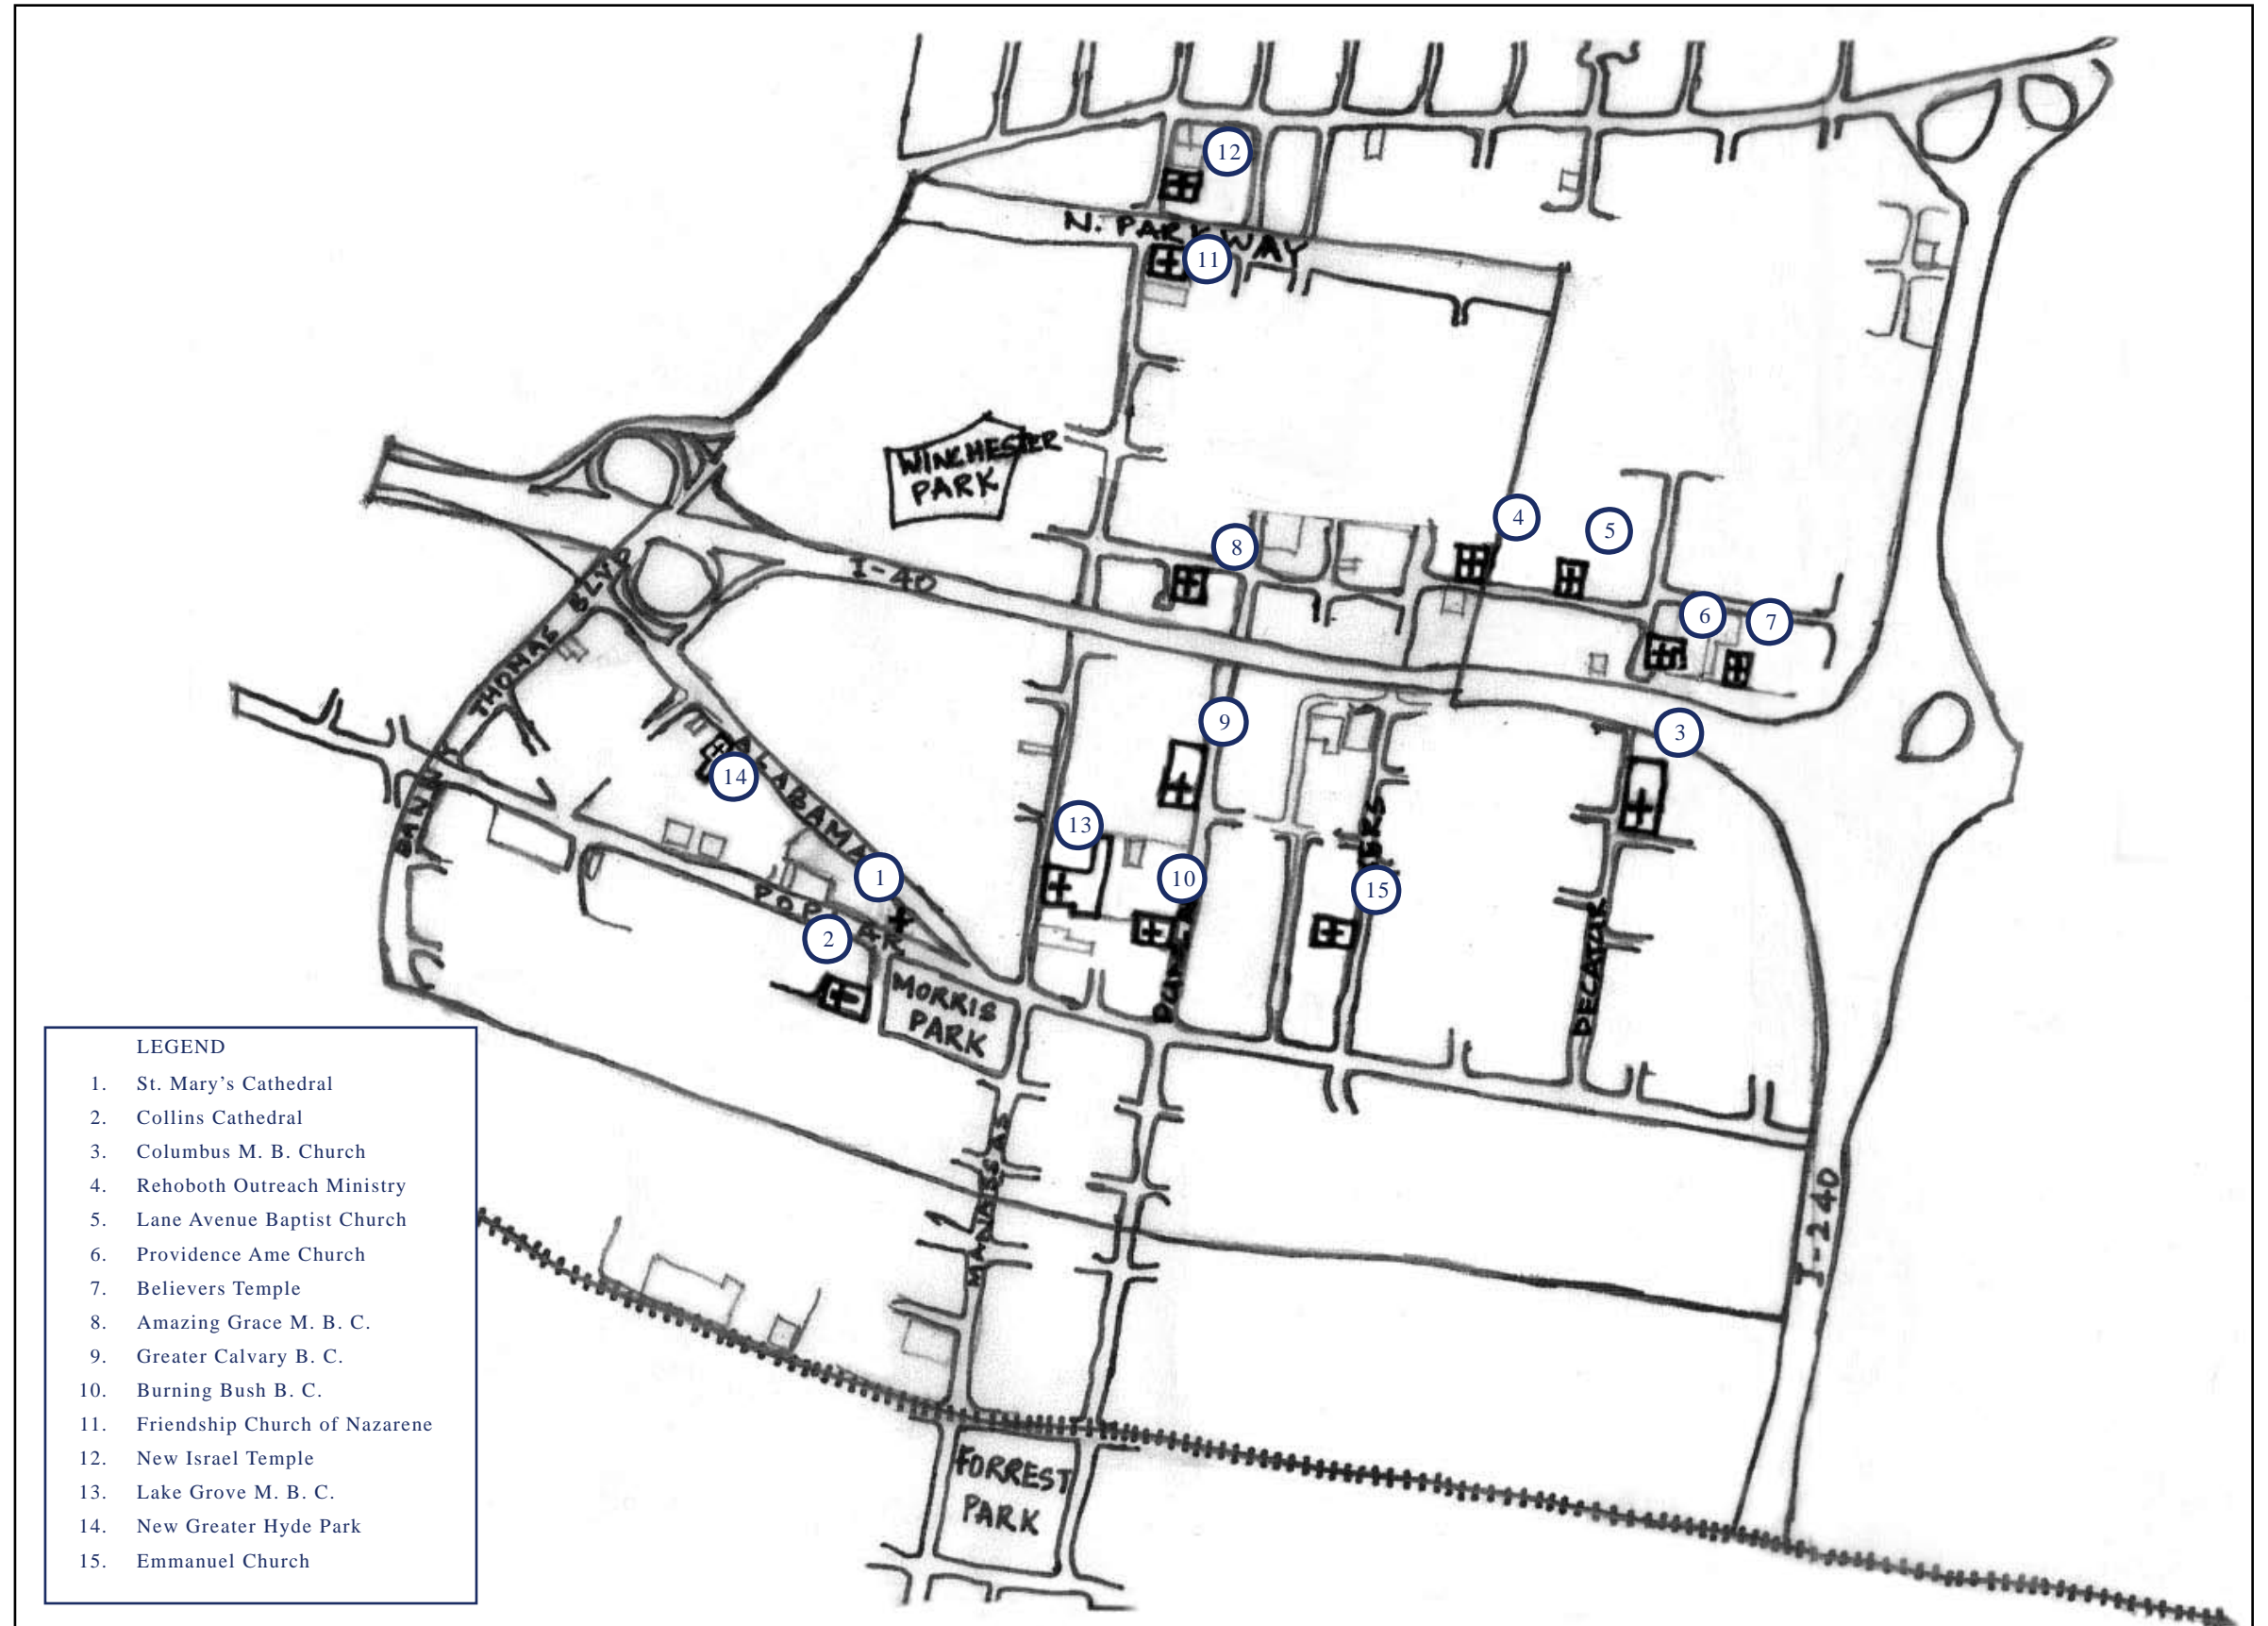 12
N. PARKWAY
11
WINCHESTER
PARK
4
5
8
I-40
6
7
THOMAS BLVD
9
3
14
ALABAMA
13
DANNY
1
10
15
POPLAR
2
DECATUR
MORRIS
PARK
MANASSAS
I-240
FORREST
PARK
LEGEND
1. St. Mary’s Cathedral
2. Collins Cathedral
3. Columbus M. B. Church
4. Rehoboth Outreach Ministry
5. Lane Avenue Baptist Church
6. Providence Ame Church
7. Believers Temple
8. Amazing Grace M. B. C.
9. Greater Calvary B. C.
10. Burning Bush B. C.
11. Friendship Church of Nazarene
12. New Israel Temple
13. Lake Grove M. B. C.
14. New Greater Hyde Park
15. Emmanuel Church